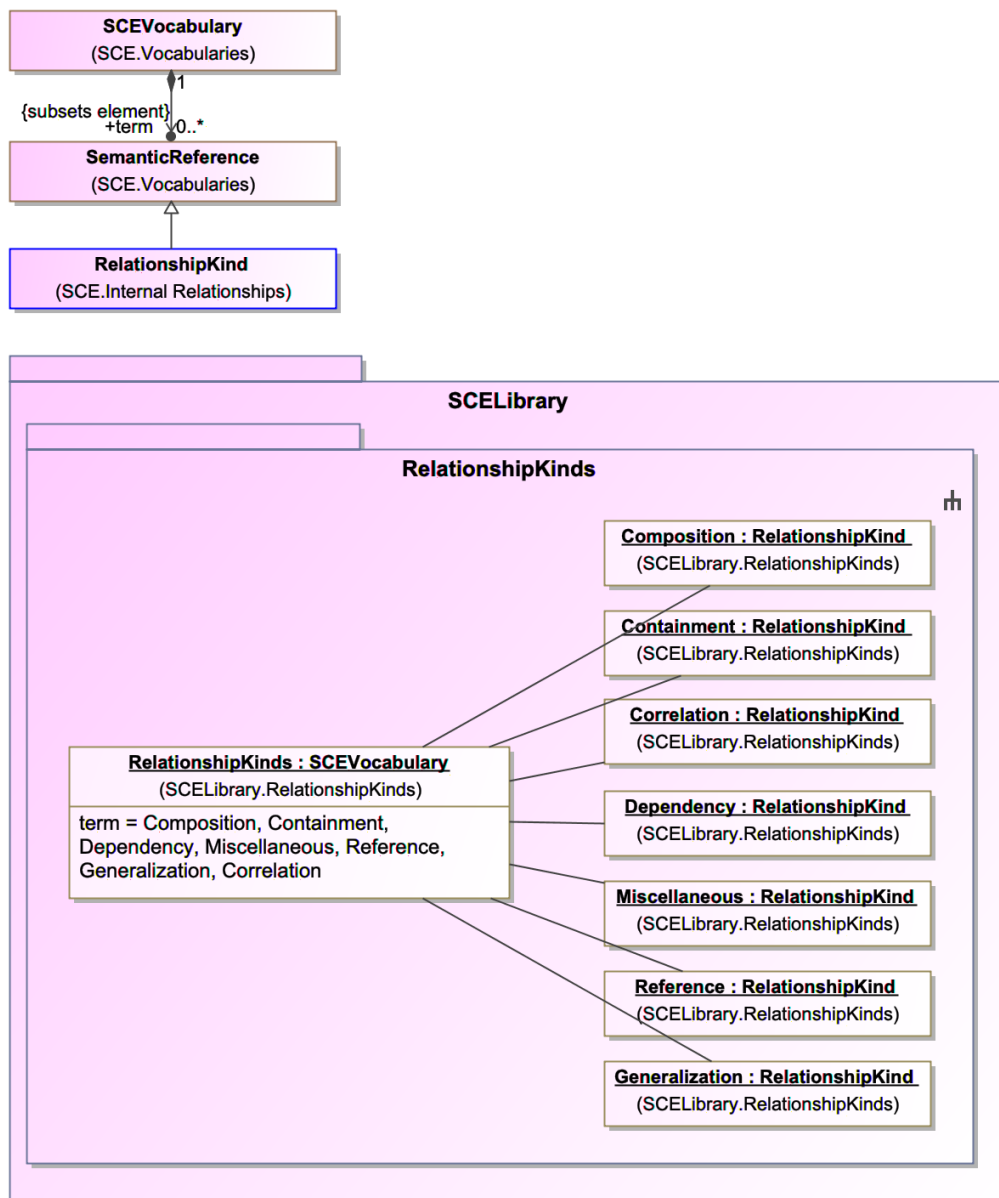 SCEVocabulary
(SCE.Vocabularies)
1
{subsets element}
+term 0..*
SemanticReference
(SCE.Vocabularies)
RelationshipKind
(SCE.Internal Relationships)
SCELibrary
RelationshipKinds
Composition : RelationshipKind
(SCELibrary.RelationshipKinds)
Containment : RelationshipKind
(SCELibrary.RelationshipKinds)
Correlation : RelationshipKind
(SCELibrary.RelationshipKinds)
RelationshipKinds : SCEVocabulary
(SCELibrary.RelationshipKinds)
term = Composition, Containment,
Dependency, Miscellaneous, Reference,
Generalization, Correlation
Dependency : RelationshipKind
(SCELibrary.RelationshipKinds)
Miscellaneous : RelationshipKind
(SCELibrary.RelationshipKinds)
Reference : RelationshipKind
(SCELibrary.RelationshipKinds)
Generalization : RelationshipKind
(SCELibrary.RelationshipKinds)